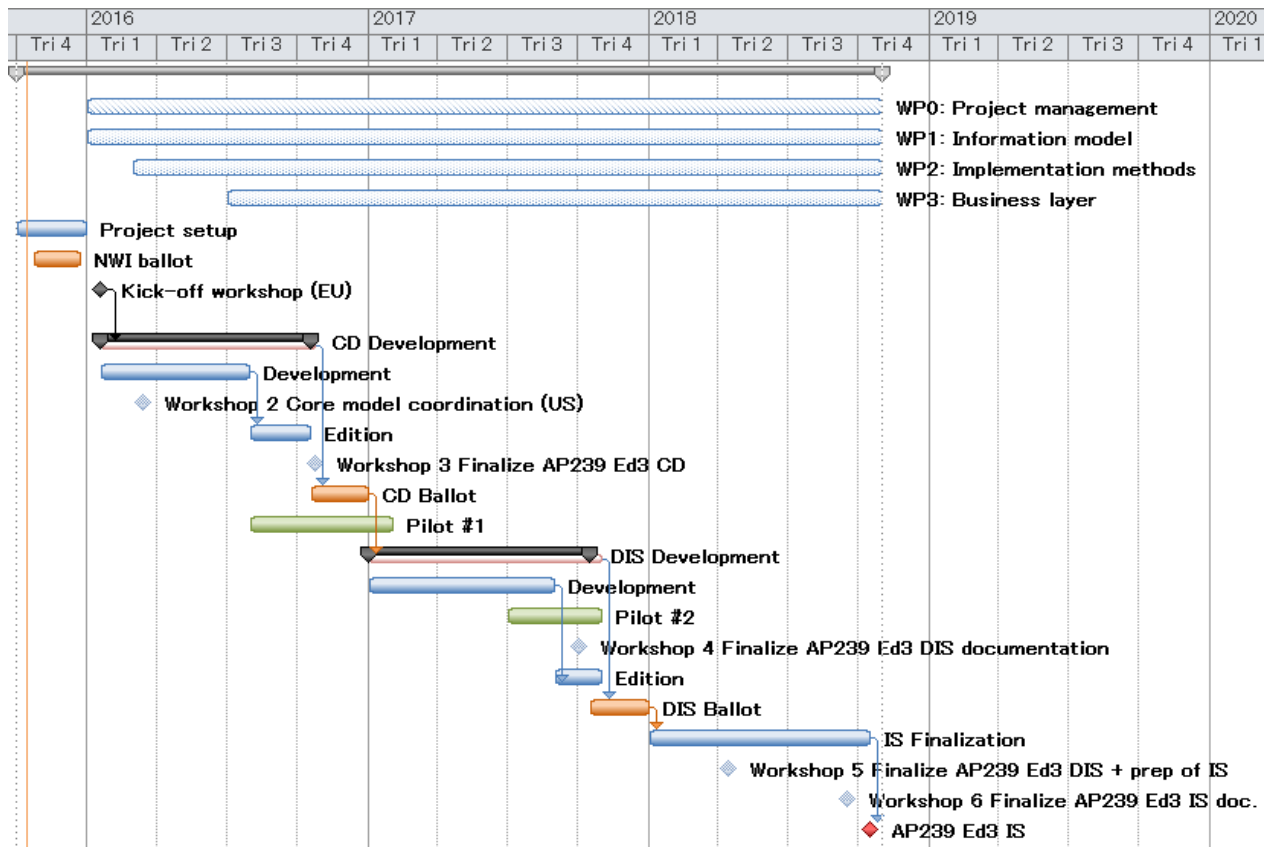 2016 2017 2018 2019 2020
Tri 4 Tri 1 Tri 2 Tri 3 Tri 4 Tri 1 Tri 2 Tri 3 Tri 4 Tri 1 Tri 2 Tri 3 Tri 4 Tri 1 Tri 2 Tri 3 Tri 4 Tri 1
WP0: Project management
WP1: Information model
WP2: Implementation methods
WP3: Business layer
Project setup
NWI ballot
Kick-off workshop (EU)
CD Development
Development
Workshop 2 Core model coordination (US)
Edition
Workshop 3 Finalize AP239 Ed3 CD
CD Ballot
Pilot #1
DIS Development
Development
Pilot #2
Workshop 4 Finalize AP239 Ed3 DIS documentation
Edition
DIS Ballot
IS Finalization
Workshop 5 Finalize AP239 Ed3 DIS + prep of IS
Workshop 6 Finalize AP239 Ed3 IS doc.
AP239 Ed3 IS